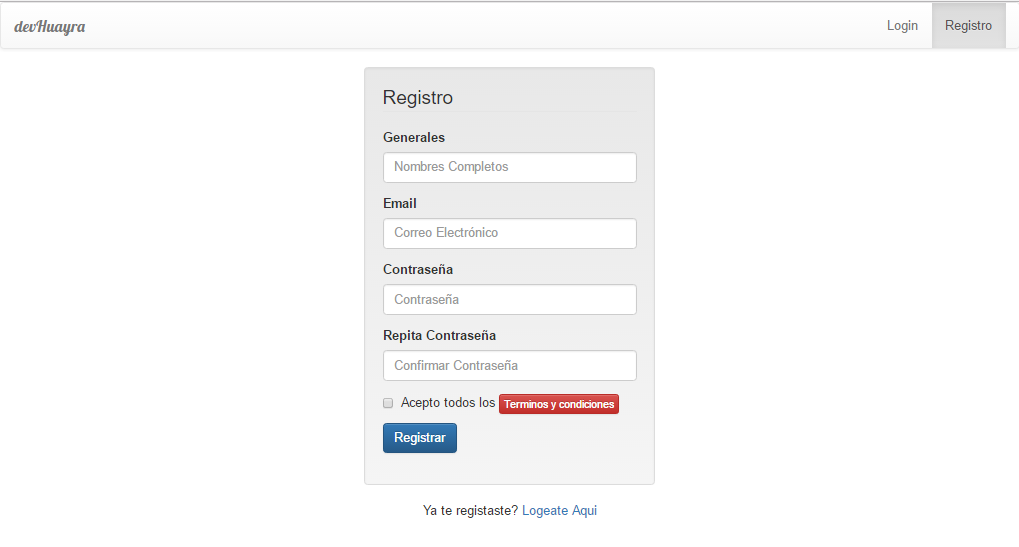 devHuayra
Login
Registro
Registro
Generales
Nombres Completos
Email
Correo Electrónico
Contraseña
Contraseña
Repita Contraseña
Confirmar Contraseña
Acepto todos los Terminos y condiciones
Registrar
Ya te registaste? Logeate Aqui